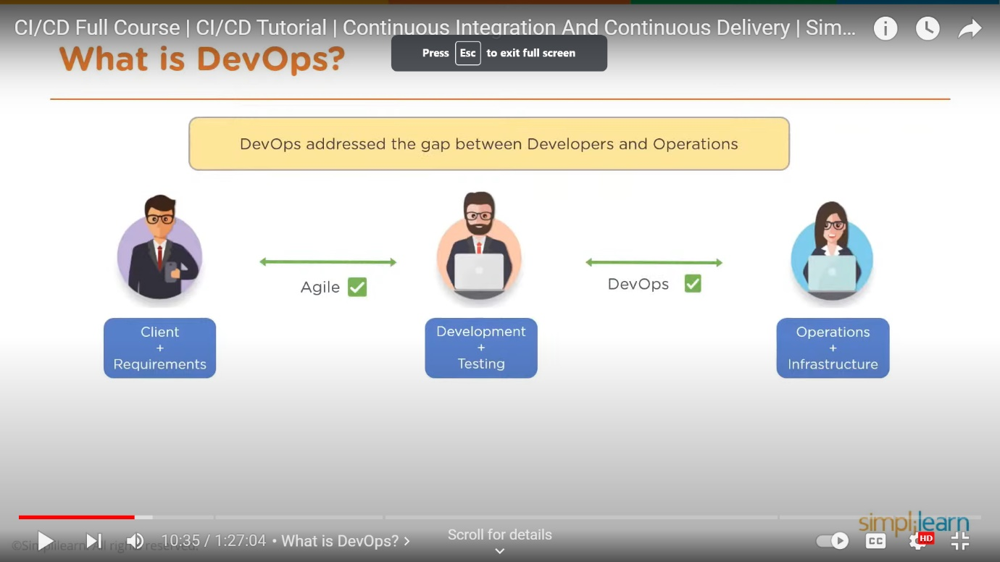 CI/CD Full Course | CI/CD Tutorial | Continuous Integration And Continuous Delivery | Sim...
Press Esc to exit full screen
What is DevOps?
DevOps addressed the gap between Developers and Operations
Agile
DevOps
Client
+
Requirements
Development
+
Testing
Operations
+
Infrastructure
simplilearn
©Simplilearn. All rights reserved.
10:35 / 1:27:04 • What is DevOps? >
Scroll for details
CC
HD